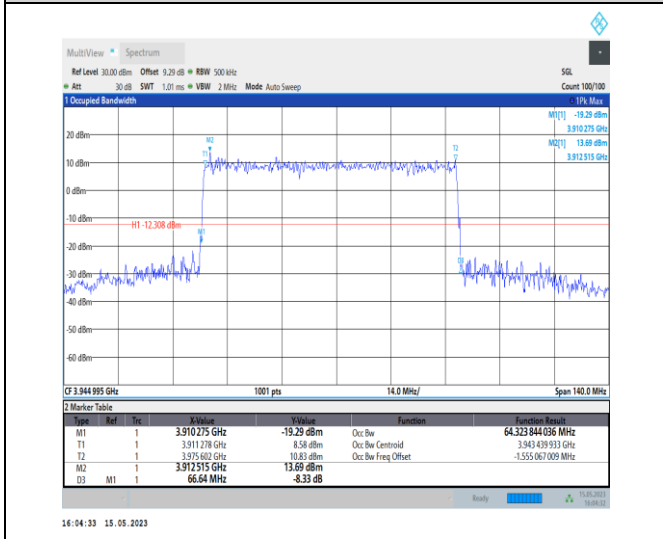 MultiView Spectrum
Ref Level 30.00 dBm Offset 9.29 dB RBW 500 kHz SGL
Att 30 dB SWT 1.01 ms VBW 2 MHz Mode Auto Sweep Count 100/100
1 Occupied Bandwidth 1Pk Max
M1[1] -19.29 dBm
3.910 275 GHz
M2[1] 13.69 dBm
3.912 515 GHz
20 dBm
M2
T1
T2
10 dBm
0 dBm
-10 dBm
H1 -12.308 dBm
M1
-20 dBm
D3
-30 dBm
-40 dBm
-50 dBm
-60 dBm
CF 3.944 995 GHz 1001 pts 14.0 MHz/ Span 140.0 MHz
2 Marker Table
Type Ref Trc X-Value Y-Value Function Function Result
M1 1 3.910 275 GHz -19.29 dBm Occ Bw 64.323 844 036 MHz
T1 1 3.911 278 GHz 8.58 dBm Occ Bw Centroid 3.943 439 933 GHz
T2 1 3.975 602 GHz 10.83 dBm Occ Bw Freq Offset -1.555 067 009 MHz
M2 1 3.912 515 GHz 13.69 dBm
D3 M1 1 66.64 MHz -8.33 dB
Ready 15.05.2023
16:04:32
16:04:33 15.05.2023